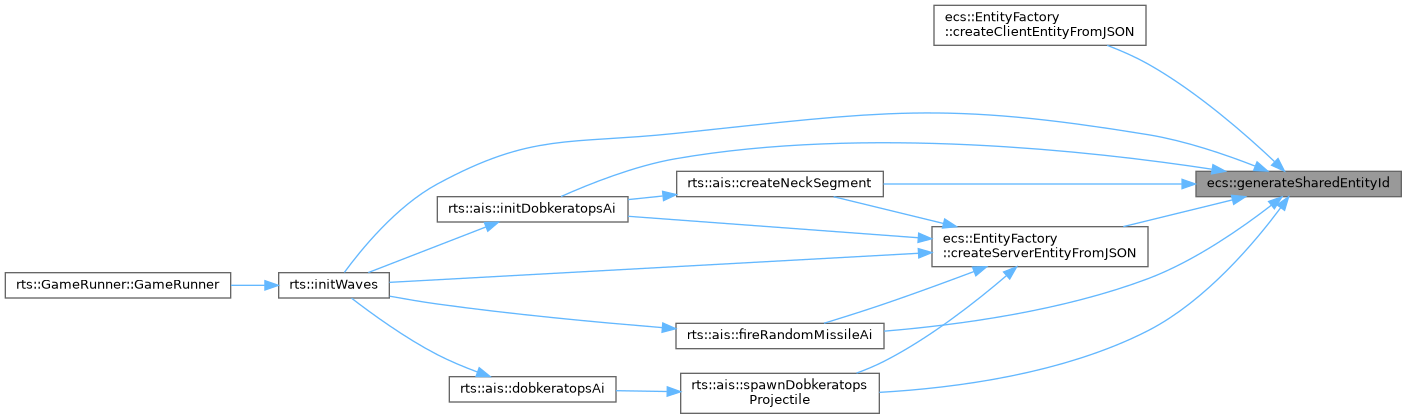 ecs::EntityFactory
::createClientEntityFromJSON
ecs::generateSharedEntityId
rts::ais::createNeckSegment
rts::ais::initDobkeratopsAi
ecs::EntityFactory
::createServerEntityFromJSON
rts::GameRunner::GameRunner
rts::initWaves
rts::ais::fireRandomMissileAi
rts::ais::dobkeratopsAi
rts::ais::spawnDobkeratops
Projectile